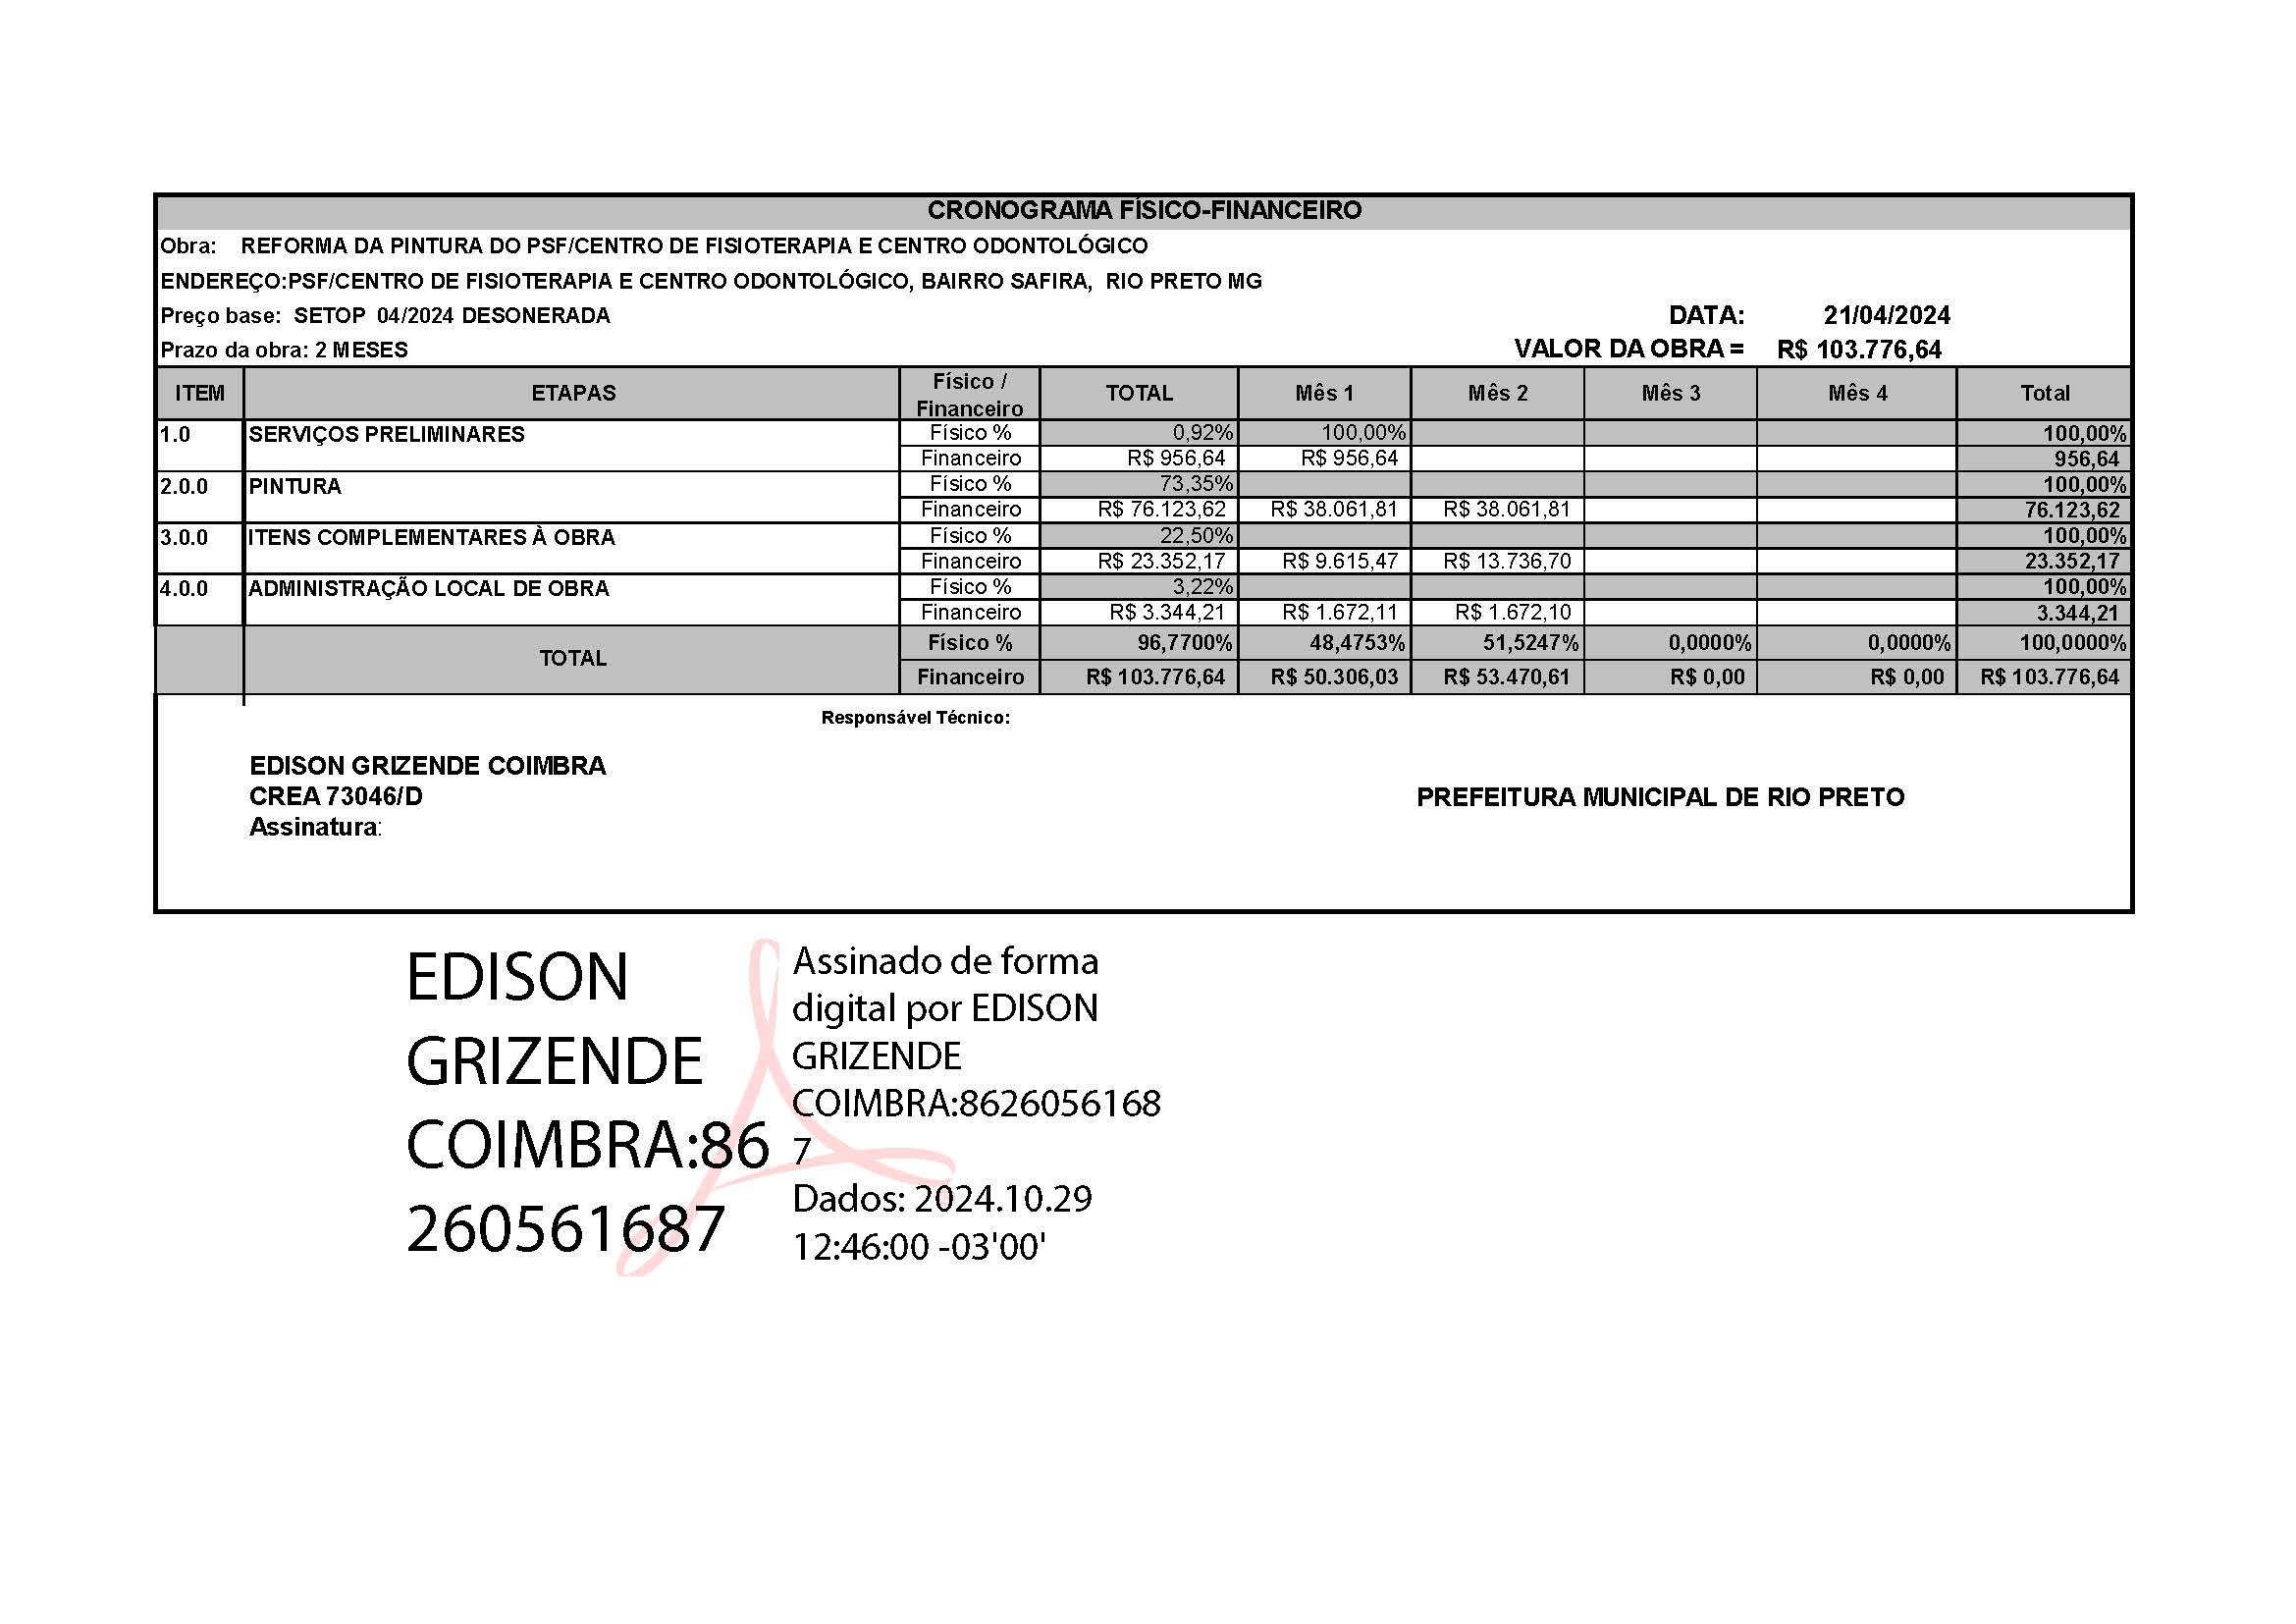 CRONOGRAMA FÍSICO-FINANCEIRO
Obra: REFORMA DA PINTURA DO PSF/CENTRO DE FISIOTERAPIA E CENTRO ODONTOLÓGICO
ENDEREÇO:PSF/CENTRO DE FISIOTERAPIA E CENTRO ODONTOLÓGICO, BAIRRO SAFIRA, RIO PRETO MG
Preço base: SETOP 04/2024 DESONERADA DATA: 21/04/2024
Prazo da obra: 2 MESES VALOR DA OBRA = R$ 103.776,64
ITEM ETAPAS Físico / Financeiro TOTAL Mês 1 Mês 2 Mês 3 Mês 4 Total
1.0 SERVIÇOS PRELIMINARES Físico % 0,92% 100,00% 100,00%
Financeiro R$ 956,64 R$ 956,64 956,64
2.0.0 PINTURA Físico % 73,35% 100,00%
Financeiro R$ 76.123,62 R$ 38.061,81 R$ 38.061,81 76.123,62
3.0.0 ITENS COMPLEMENTARES À OBRA Físico % 22,50% 100,00%
Financeiro R$ 23.352,17 R$ 9.615,47 R$ 13.736,70 23.352,17
4.0.0 ADMINISTRAÇÃO LOCAL DE OBRA Físico % 3,22% 100,00%
Financeiro R$ 3.344,21 R$ 1.672,11 R$ 1.672,10 3.344,21
TOTAL Físico % 96,7700% 48,4753% 51,5247% 0,0000% 0,0000% 100,0000%
Financeiro R$ 103.776,64 R$ 50.306,03 R$ 53.470,61 R$ 0,00 R$ 0,00 R$ 103.776,64
Responsável Técnico:
EDISON GRIZENDE COIMBRA
CREA 73046/D
PREFEITURA MUNICIPAL DE RIO PRETO
Assinatura:
EDISON
GRIZENDE
COIMBRA:86
260561687
Assinado de forma
digital por EDISON
GRIZENDE
COIMBRA:8626056168
7
Dados: 2024.10.29
12:46:00 -03'00'